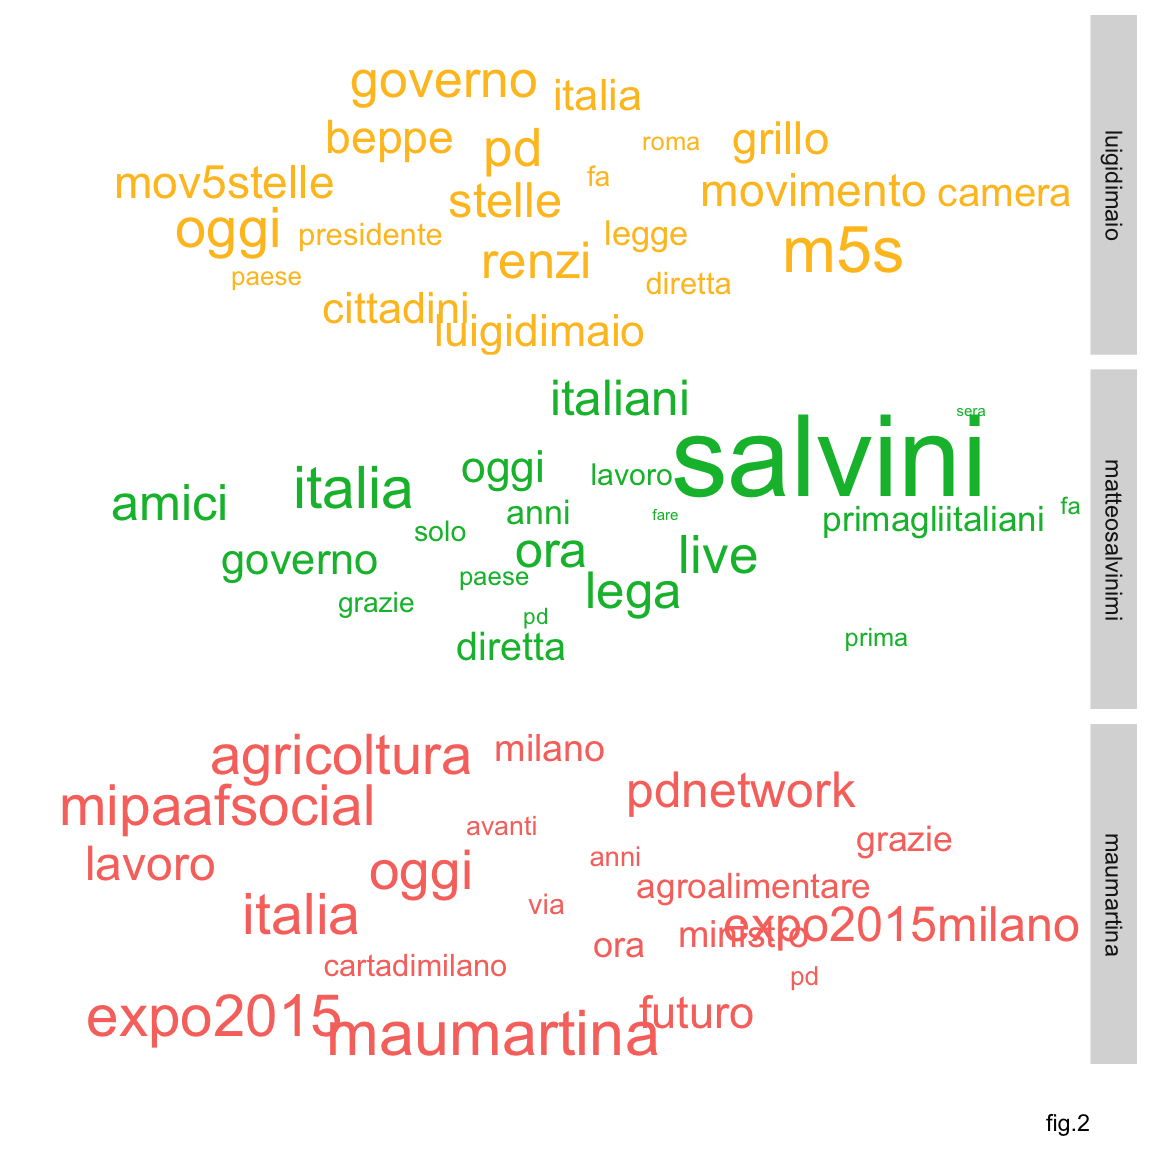 governo
italia
beppe
pd
roma
grillo
mov5stelle
fa
stelle
movimento
camera
oggi
presidente
legge
renzi
m5s
paese
diretta
cittadini
luigidimaio
luigidimaio
italiani
sera
salvini
oggi
lavoro
italia
amici
anni
fare
primagliitaliani
fa
solo
ora
live
governo
paese
lega
grazie
pd
diretta
prima
matteosalvinimi
agricoltura
milano
mipaafsocial
pdnetwork
avanti
grazie
lavoro
oggi
anni
agroalimentare
italia
via
expo2015milano
ministro
ora
cartadimilano
pd
expo2015
futuro
maumartina
maumartina
fig.2